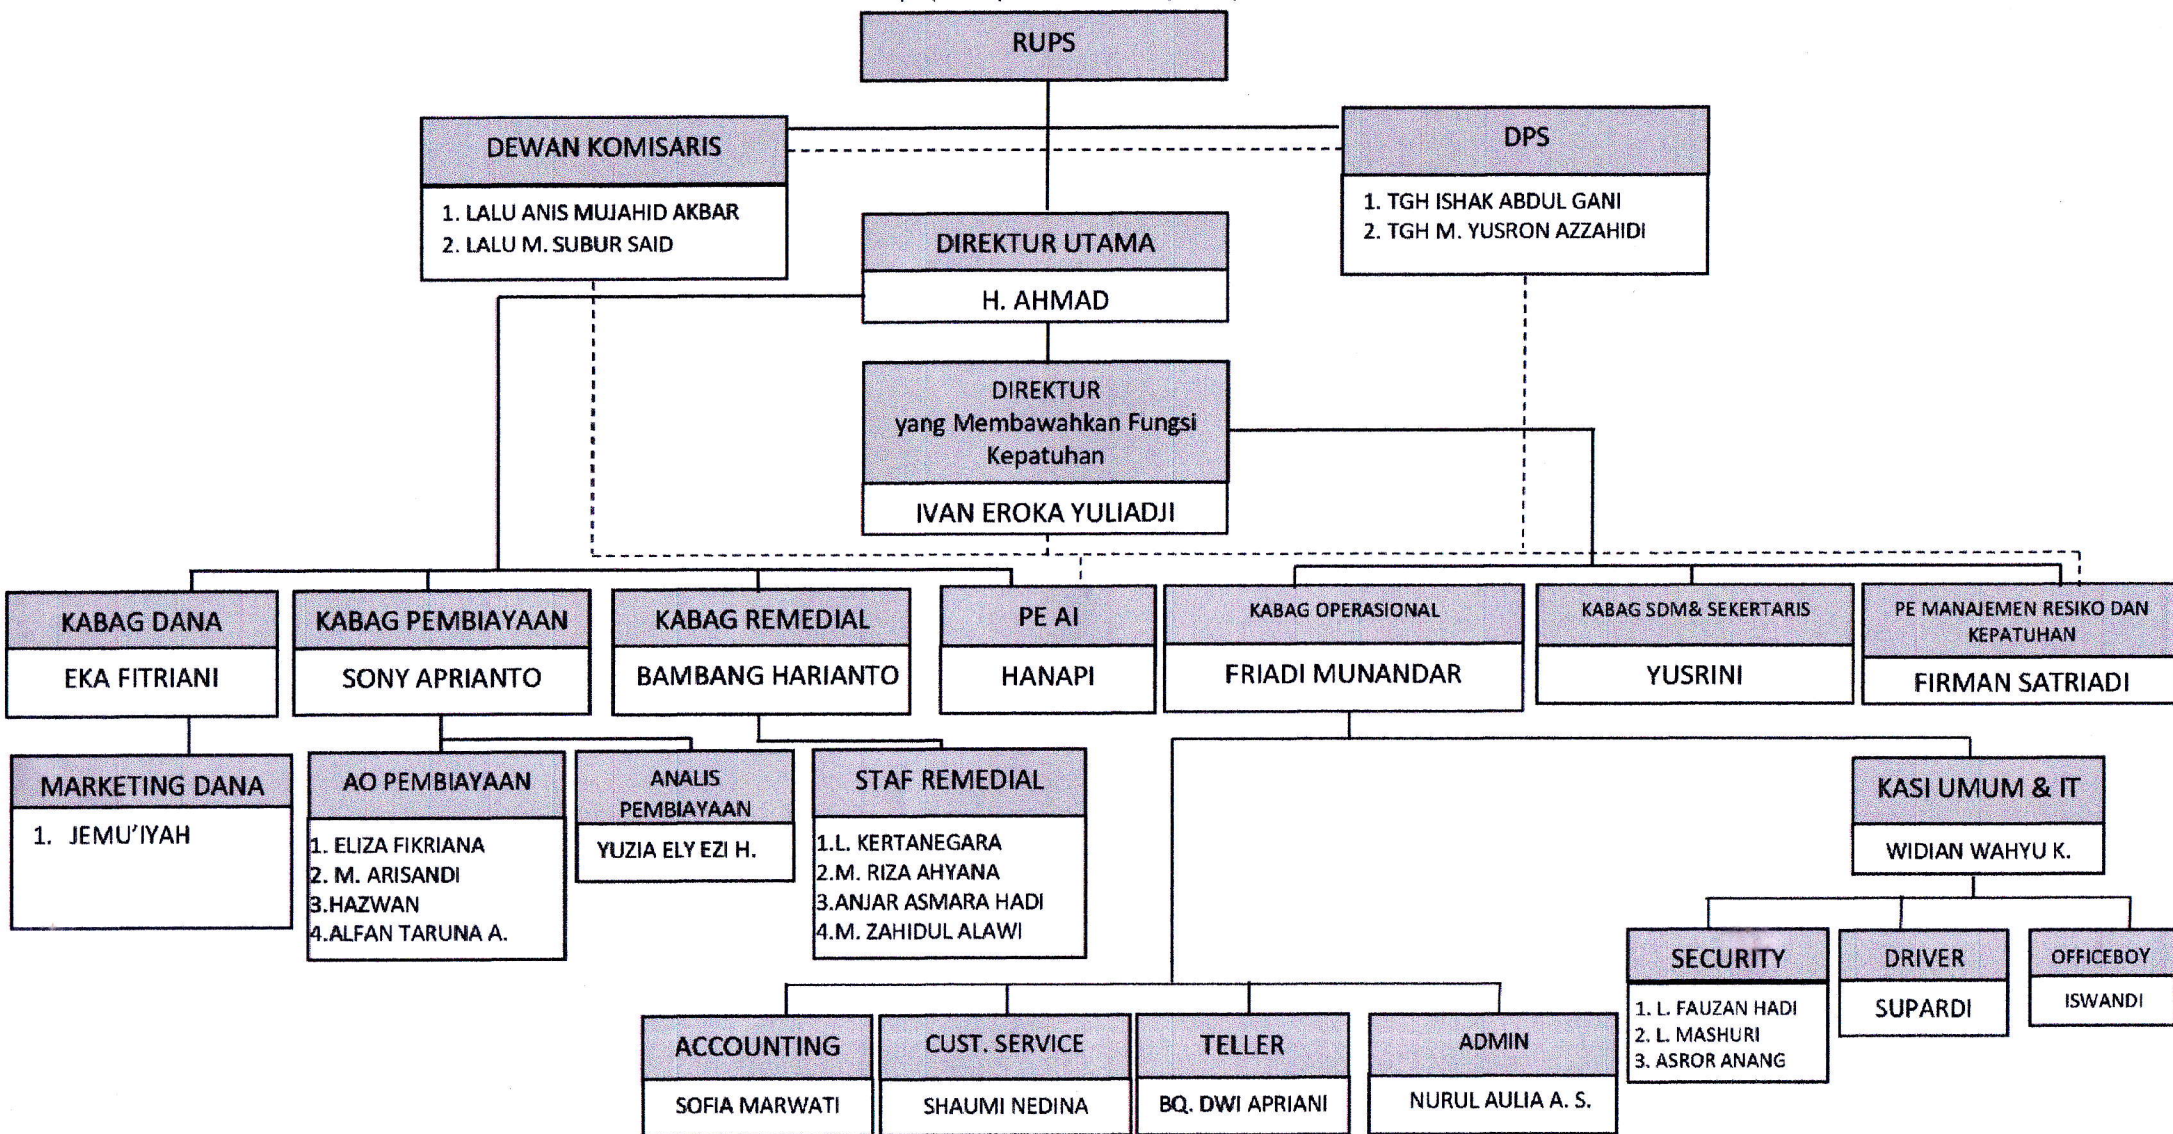 RUPS
DEWAN KOMISARIS
1. LALU ANIS MUJAHID AKBAR
2. LALU M. SUBUR SAID
DPS
1. TGH ISHAK ABDUL GANI
2. TGH M. YUSRON AZZAHIDI
DIREKTUR UTAMA
H. AHMAD
DIREKTUR
yang Membawahkan Fungsi
Kepatuhan
IVAN EROKA YULIADJI
KABAG DANA
EKA FITRIANI
KABAG PEMBIAYAAN
SONY APRIANTO
KABAG REMEDIAL
BAMBANG HARIANTO
PE AI
HANAPI
KABAG OPERASIONAL
FRIADI MUNANDAR
KABAG SDM& SEKERTARIS
YUSRINI
PE MANAJEMEN RESIKO DAN
KEPATUHAN
FIRMAN SATRIADI
MARKETING DANA
1. JEMU'IYAH
AO PEMBIAYAAN
1. ELIZA FIKRIANA
2. M. ARISANDI
3.HAZWAN
4.ALFAN TARUNA A.
ANALIS
PEMBIAYAAN
YUZIA ELY EZI H.
STAF REMEDIAL
1.L. KERTANEGARA
2.M. RIZA AHYANA
3.ANJAR ASMARA HADI
4.M. ZAHIDUL ALAWI
KASI UMUM & IT
WIDIAN WAHYU K.
SECURITY
1. L. FAUZAN HADI
2. L. MASHURI
3. ASROR ANANG
DRIVER
SUPARDI
OFFICEBOY
ISWANDI
ACCOUNTING
SOFIA MARWATI
CUST. SERVICE
SHAUMI NEDINA
TELLER
BQ. DWI APRIANI
ADMIN
NURUL AULIA A. S.